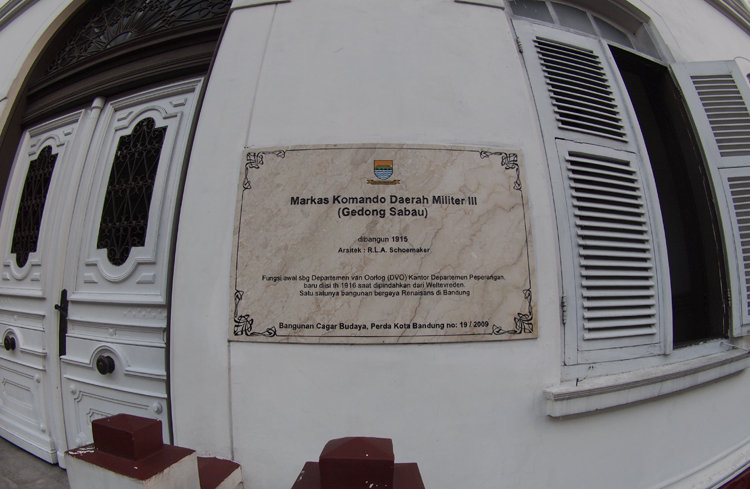 Markas Komando Daerah Militer III
(Gedong Sabau)
dibangun 1915
Arsitek : R.L.A. Schoemaker
Fungsi awal sbg Departemen van Oorlog (DVO) Kantor Departemen Peperangan,
baru diisi th 1916 saat dipindahkan dari Weltevreden.
Satu satunya bangunan bergaya Renaisans di Bandung
Bangunan Cagar Budaya, Perda Kota Bandung no: 19 / 2009